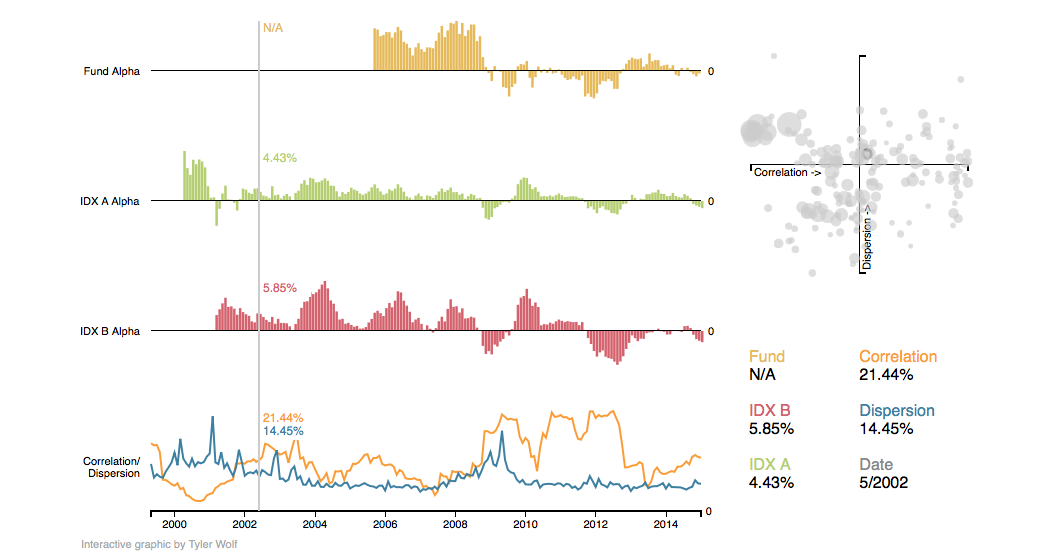 N/A
Fund Alpha
0
4.43%
IDX A Alpha
0
5.85%
IDX B Alpha
0
21.44%
14.45%
Correlation/
Dispersion
0
2000 2002 2004 2006 2008 2010 2012 2014
Interactive graphic by Tyler Wolf
Correlation ->
Dispersion ->
Fund Correlation
N/A 21.44%
IDX B Dispersion
5.85% 14.45%
IDX A Date
4.43% 5/2002